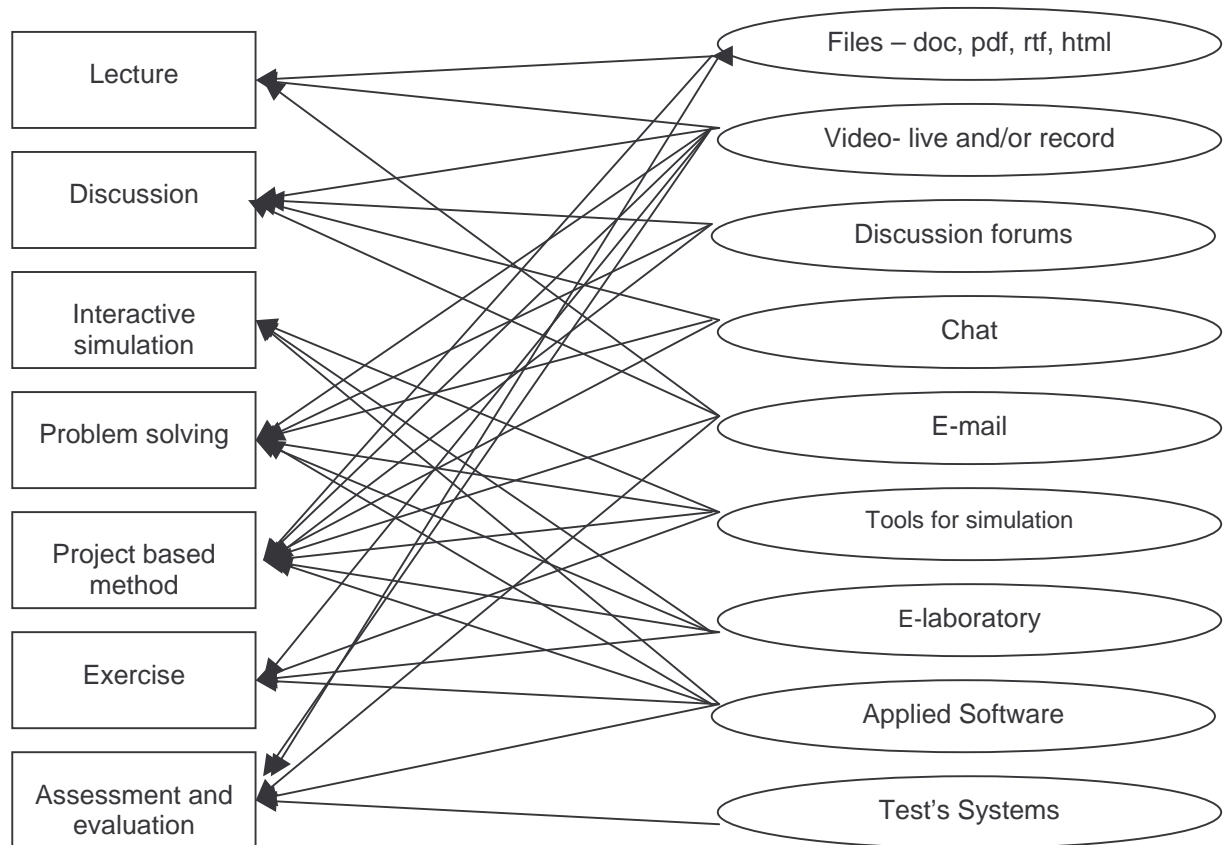 Lecture
Discussion
Interactive
simulation
Problem solving
Project based
method
Exercise
Assessment and
evaluation
Files – doc, pdf, rtf, html
Video- live and/or record
Discussion forums
Chat
E-mail
Tools for simulation
E-laboratory
Applied Software
Test's Systems